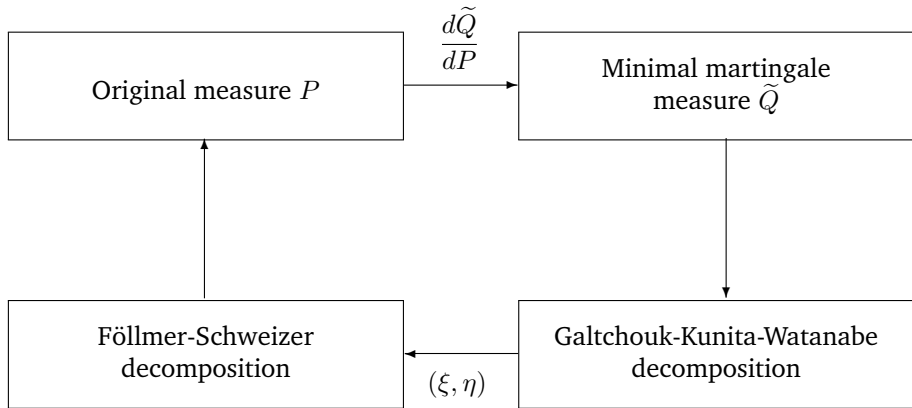 Original measure P
dQ̃
dP
Minimal martingale
measure Q̃
Föllmer-Schweizer
decomposition
(ξ, η)
Galtchouk-Kunita-Watanabe
decomposition